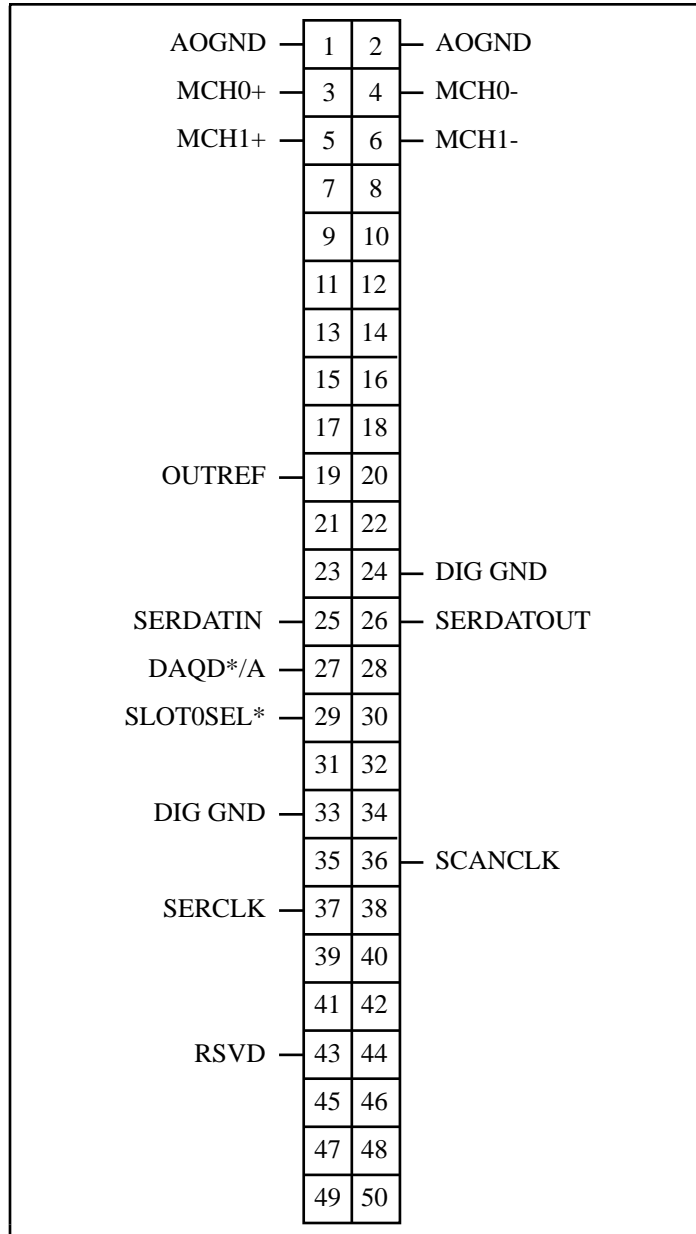 AOGND 1 2 AOGND
MCH0+ 3 4 MCH0-
MCH1+ 5 6 MCH1-
7 8
9 10
11 12
13 14
15 16
17 18
OUTREF 19 20
21 22
23 24 DIG GND
SERDATIN 25 26 SERDATOUT
DAQD*/A 27 28
SLOT0SEL* 29 30
31 32
DIG GND 33 34
35 36 SCANCLK
SERCLK 37 38
39 40
41 42
RSVD 43 44
45 46
47 48
49 50